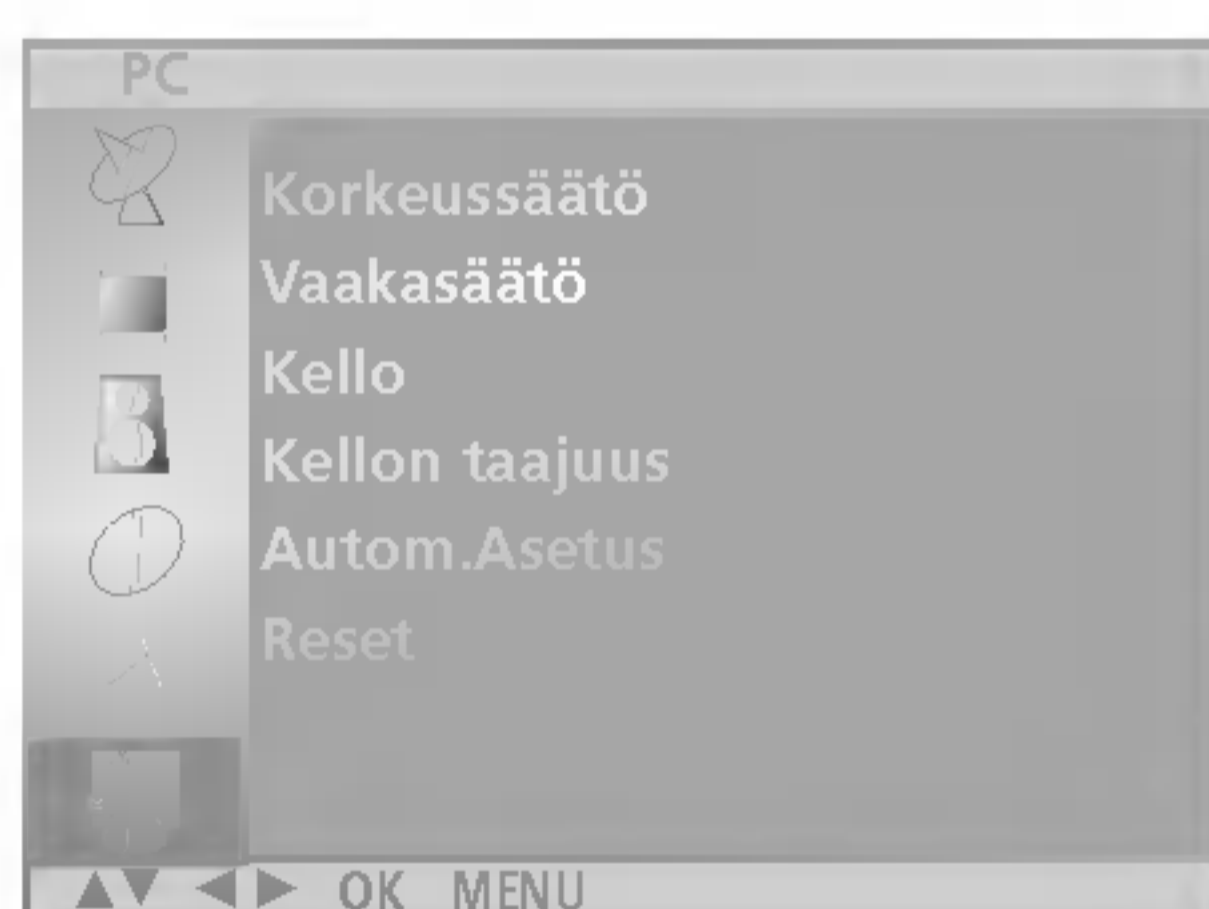 PC
Korkeussäätö
Vaakasäätö
Kello
Kellon taajuus
Autom.Asetus
Reset
▲▼ ◀▶ OK MENU